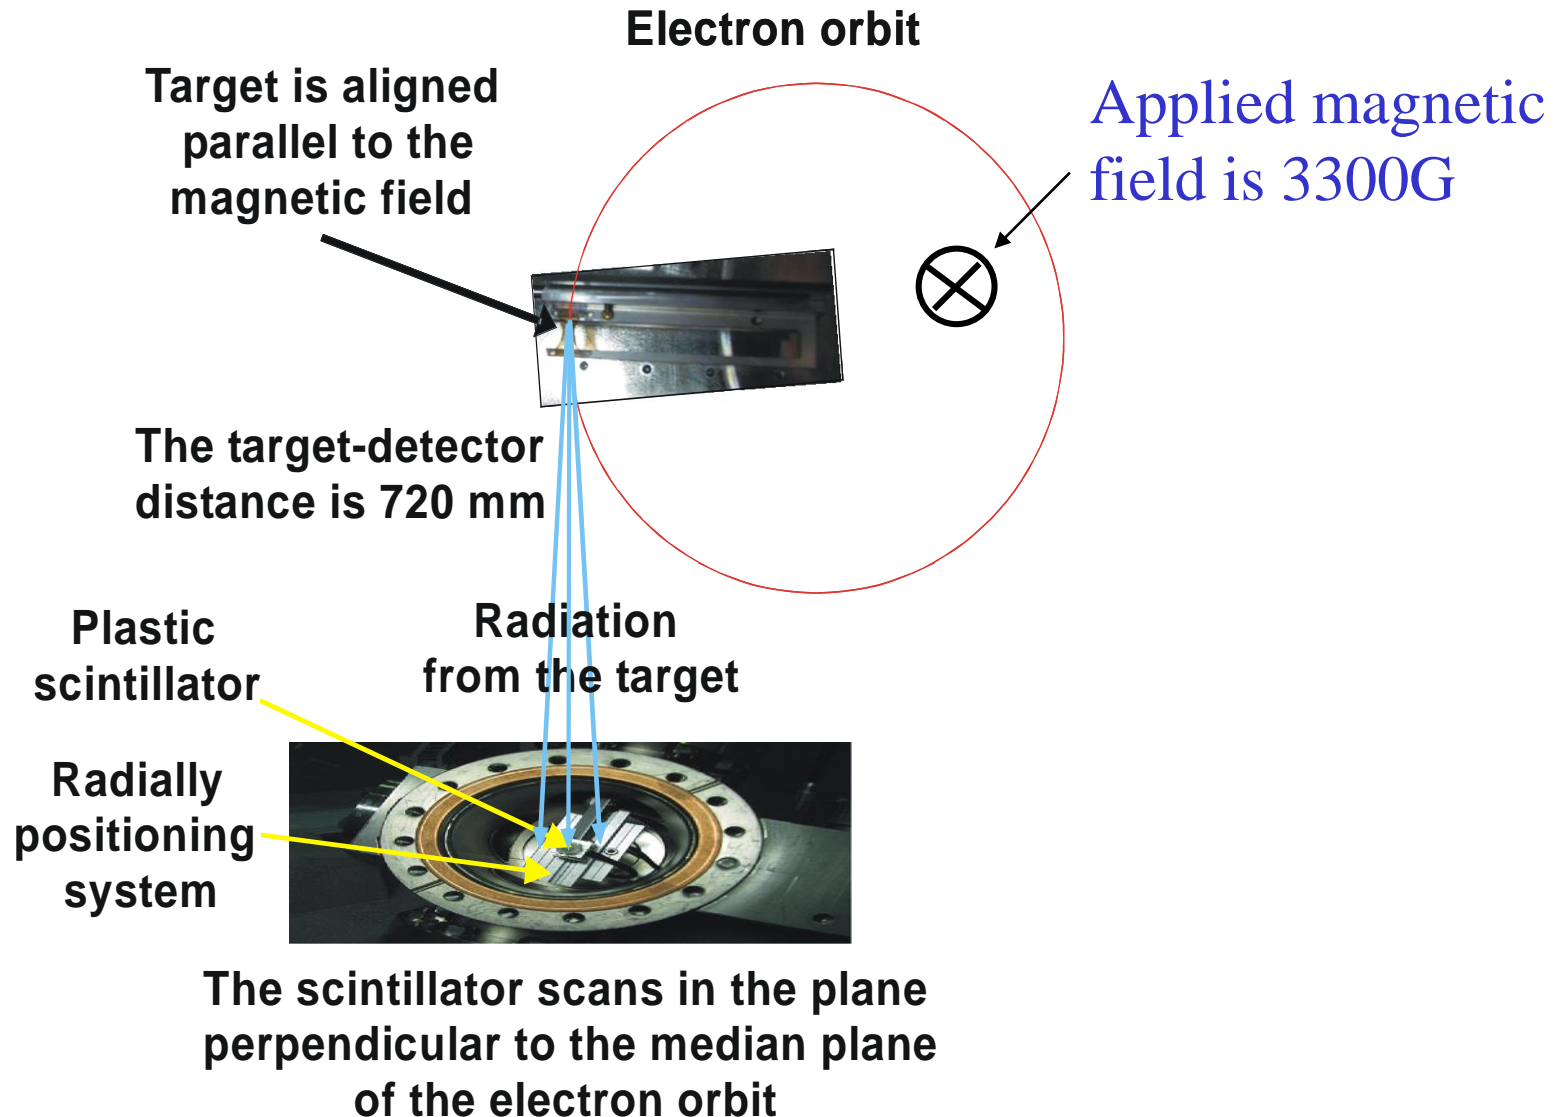 Electron orbit
Target is aligned
parallel to the
magnetic field
Applied magnetic
field is 3300G
The target-detector
distance is 720 mm
Plastic
scintillator
Radiation
from the target
Radially
positioning
system
The scintillator scans in the plane
perpendicular to the median plane
of the electron orbit